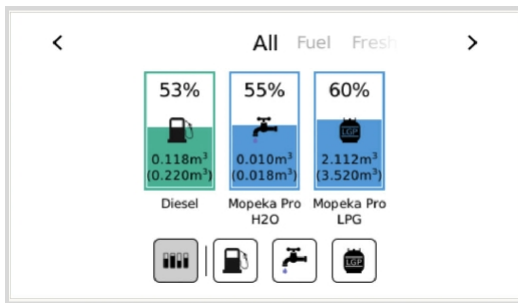 All Fuel Fresh
53% 55% 60%
LGP
0.118m³ 0.010m³ 2.112m³
(0.220m³) (0.018m³) (3.520m³)
Diesel Mopeka Pro Mopeka Pro
H2O LPG
LGP